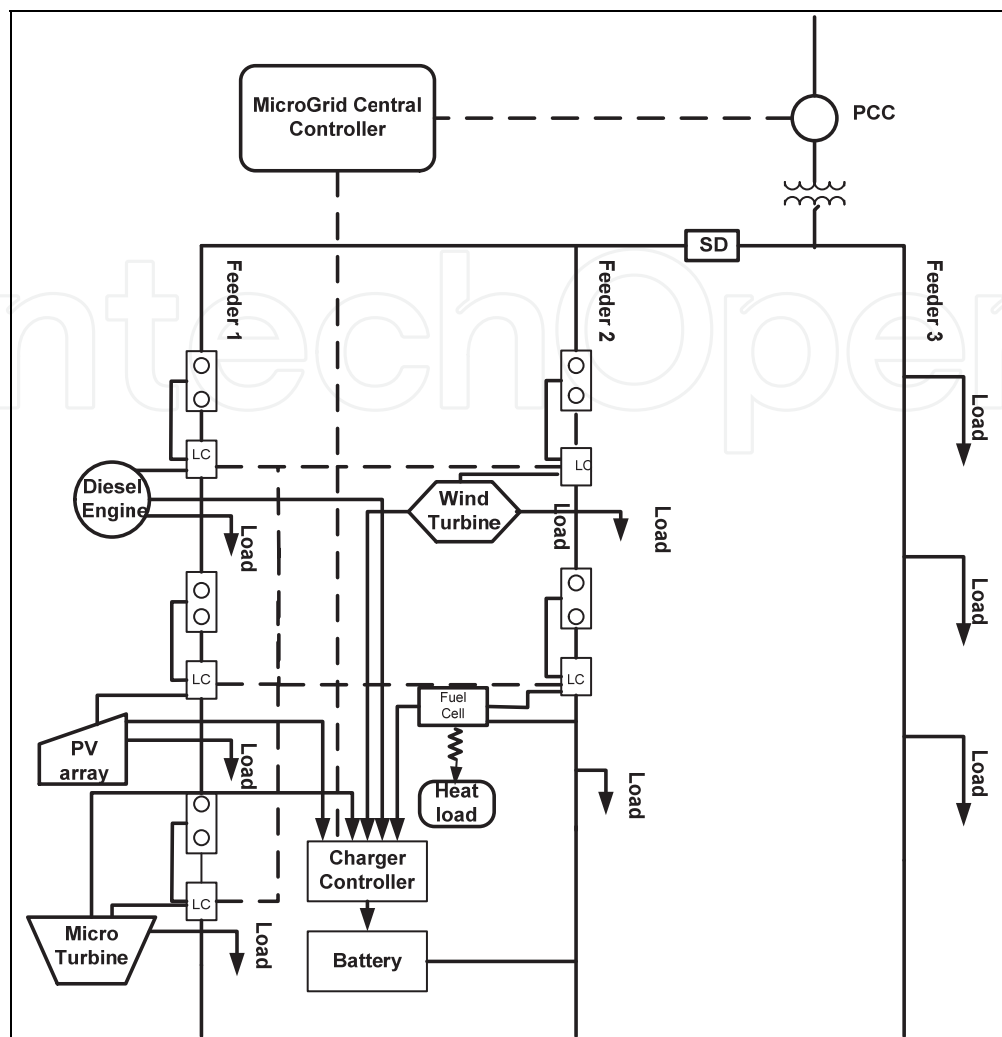 MicroGrid Central
Controller
PCC
SD
Feeder 1
Feeder 2
Feeder 3
Load
LC
LC
Diesel
Engine
Wind
Turbine
Load
Load
Load
Load
LC
LC
Fuel
Cell
PV
array
Load
Heat
load
Load
Load
Charger
Controller
LC
Micro
Turbine
Load
Battery
ntechOpen